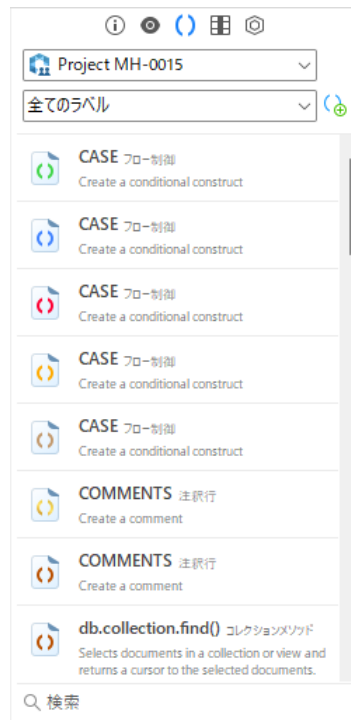 Project MH-0015
全てのラベル
CASE フロー制御
Create a conditional construct
CASE フロー制御
Create a conditional construct
CASE フロー制御
Create a conditional construct
CASE フロー制御
Create a conditional construct
CASE フロー制御
Create a conditional construct
COMMENTS 注釈行
Create a comment
COMMENTS 注釈行
Create a comment
db.collection.find() コレクションメソッド
Selects documents in a collection or view and
returns a cursor to the selected documents.
検索